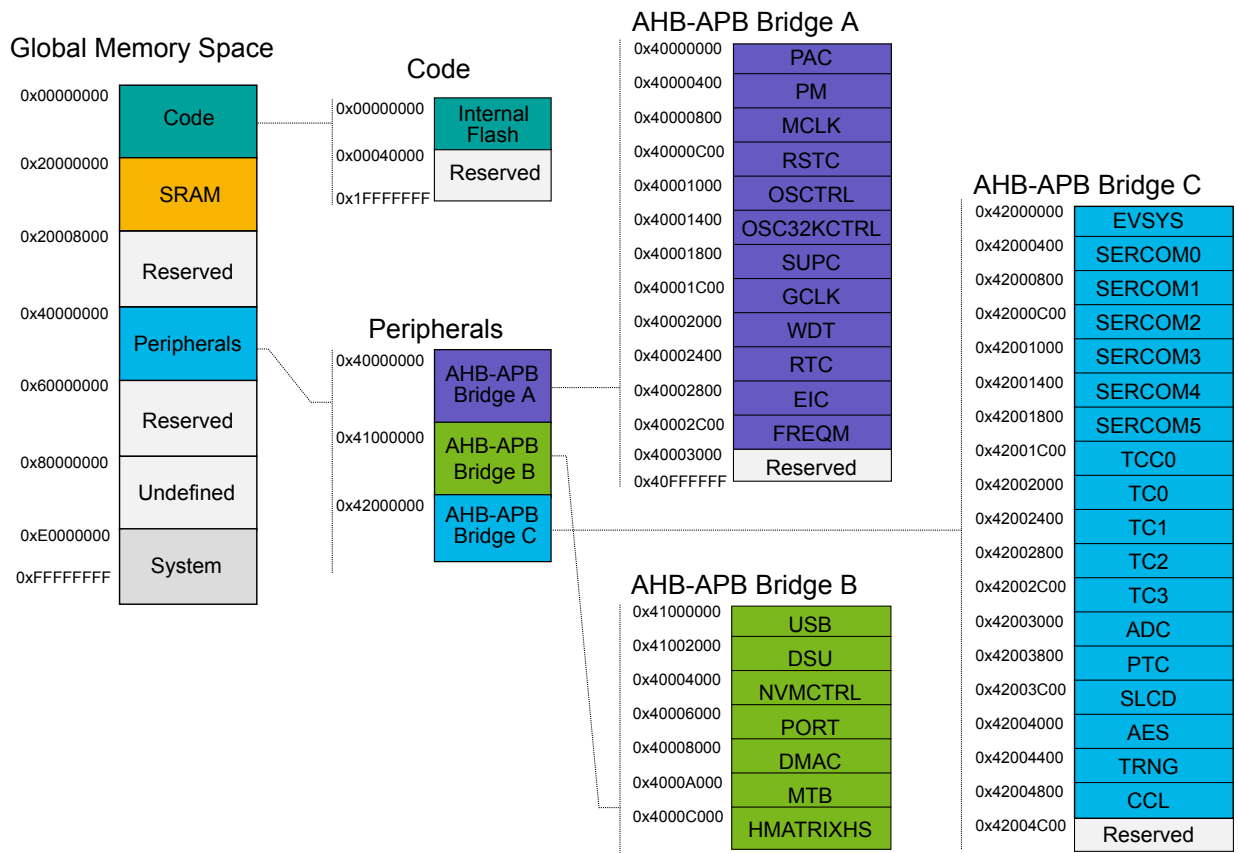 Global Memory Space
0x00000000
Code
0x20000000
SRAM
0x20008000
Reserved
0x40000000
Peripherals
0x60000000
Reserved
0x80000000
Undefined
0xE0000000
System
0xFFFFFFFF
Code
0x00000000
Internal
Flash
0x00040000
Reserved
0x1FFFFFFF
Peripherals
0x40000000
AHB-APB
Bridge A
0x41000000
AHB-APB
Bridge B
0x42000000
AHB-APB
Bridge C
AHB-APB Bridge A
0x40000000
PAC
0x40000400
PM
0x40000800
MCLK
0x40000C00
RSTC
0x40001000
OSCTRL
0x40001400
OSC32KCTRL
0x40001800
SUPC
0x40001C00
GCLK
0x40002000
WDT
0x40002400
RTC
0x40002800
EIC
0x40002C00
FREQM
0x40003000
Reserved
0x40FFFFFF
AHB-APB Bridge B
0x41000000
USB
0x41002000
DSU
0x40004000
NVMCTRL
0x40006000
PORT
0x40008000
DMAC
0x4000A000
MTB
0x4000C000
HMATRIXHS
AHB-APB Bridge C
0x42000000
EVSYS
0x42000400
SERCOM0
0x42000800
SERCOM1
0x42000C00
SERCOM2
0x42001000
SERCOM3
0x42001400
SERCOM4
0x42001800
SERCOM5
0x42001C00
TCC0
0x42002000
TC0
0x42002400
TC1
0x42002800
TC2
0x42002C00
TC3
0x42003000
ADC
0x42003800
PTC
0x42003C00
SLCD
0x42004000
AES
0x42004400
TRNG
0x42004800
CCL
0x42004C00
Reserved